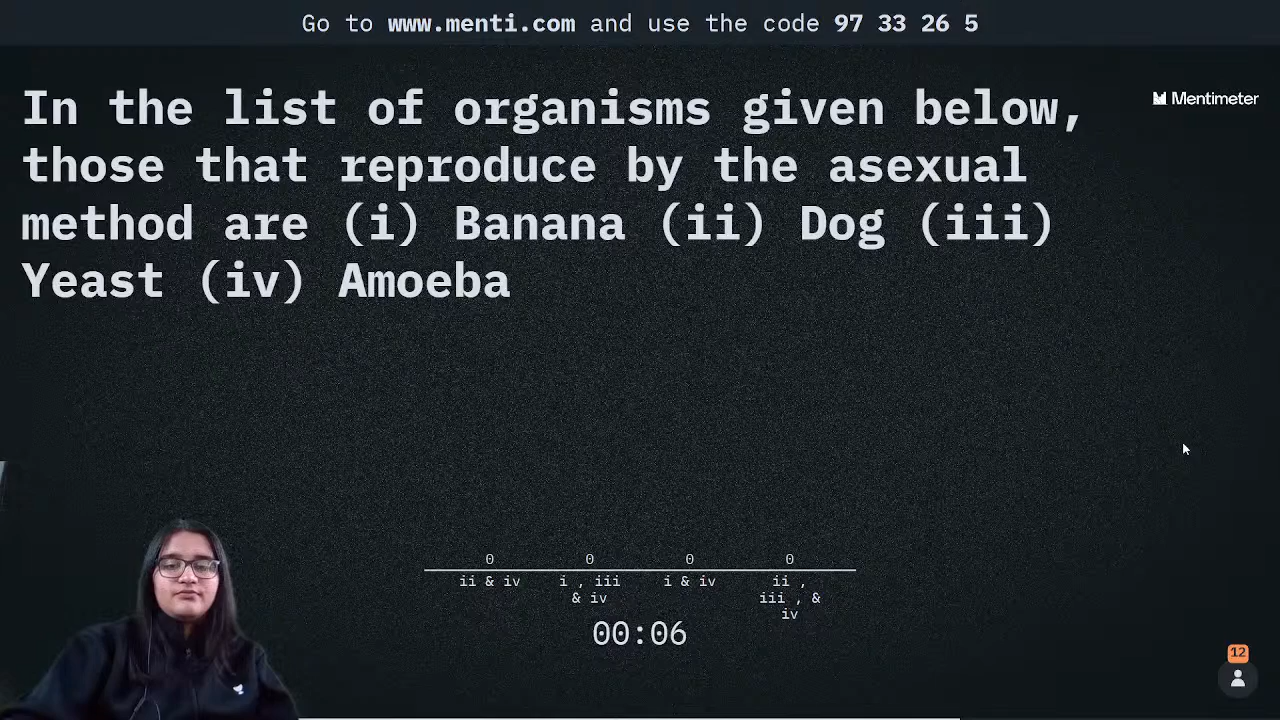 Go to www.menti.com and use the code 97 33 26 5
Mentimeter
In the list of organisms given below,
those that reproduce by the asexual
method are (i) Banana (ii) Dog (iii)
Yeast (iv) Amoeba
0 0 0 0
ii & iv i , iii & iv i & iv ii , iii , & iv
00:06
12